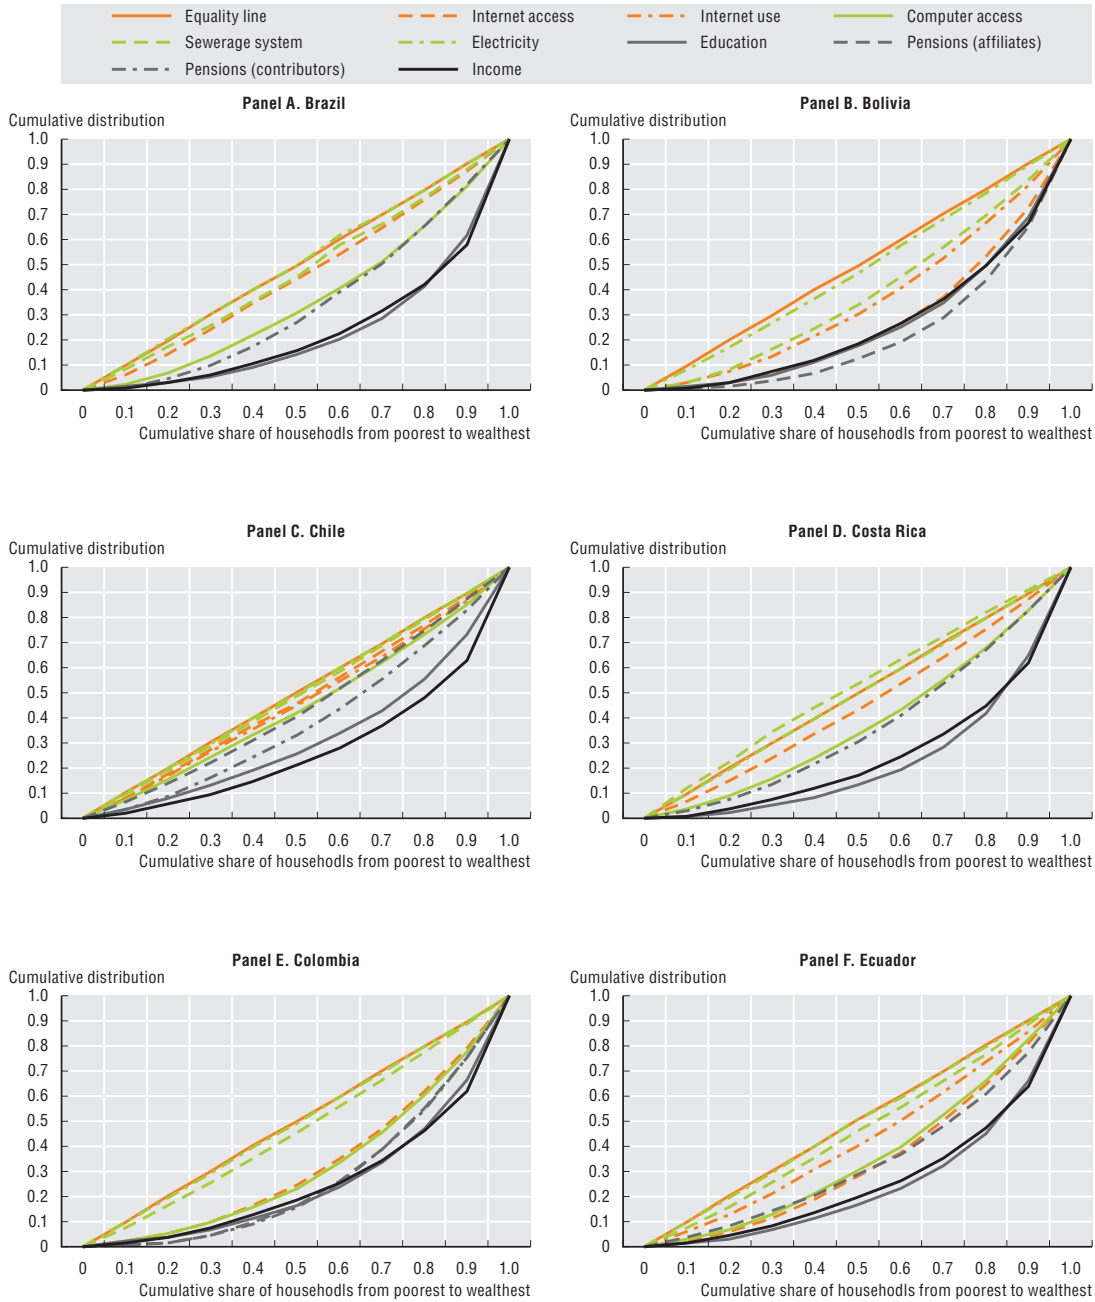 Equality line Internet access Internet use Computer access
Sewerage system Electricity Education Pensions (affiliates)
Pensions (contributors) Income
Panel A. Brazil
Cumulative distribution
1.0
0.9
0.8
0.7
0.6
0.5
0.4
0.3
0.2
0.1
0
0 0.1 0.2 0.3 0.4 0.5 0.6 0.7 0.8 0.9 1.0
Cumulative share of househodls from poorest to wealthest
Panel B. Bolivia
Cumulative distribution
1.0
0.9
0.8
0.7
0.6
0.5
0.4
0.3
0.2
0.1
0
0 0.1 0.2 0.3 0.4 0.5 0.6 0.7 0.8 0.9 1.0
Cumulative share of househodls from poorest to wealthest
Panel C. Chile
Cumulative distribution
1.0
0.9
0.8
0.7
0.6
0.5
0.4
0.3
0.2
0.1
0
0 0.1 0.2 0.3 0.4 0.5 0.6 0.7 0.8 0.9 1.0
Cumulative share of househodls from poorest to wealthest
Panel D. Costa Rica
Cumulative distribution
1.0
0.9
0.8
0.7
0.6
0.5
0.4
0.3
0.2
0.1
0
0 0.1 0.2 0.3 0.4 0.5 0.6 0.7 0.8 0.9 1.0
Cumulative share of househodls from poorest to wealthest
Panel E. Colombia
Cumulative distribution
1.0
0.9
0.8
0.7
0.6
0.5
0.4
0.3
0.2
0.1
0
0 0.1 0.2 0.3 0.4 0.5 0.6 0.7 0.8 0.9 1.0
Cumulative share of househodls from poorest to wealthest
Panel F. Ecuador
Cumulative distribution
1.0
0.9
0.8
0.7
0.6
0.5
0.4
0.3
0.2
0.1
0
0 0.1 0.2 0.3 0.4 0.5 0.6 0.7 0.8 0.9 1.0
Cumulative share of househodls from poorest to wealthest